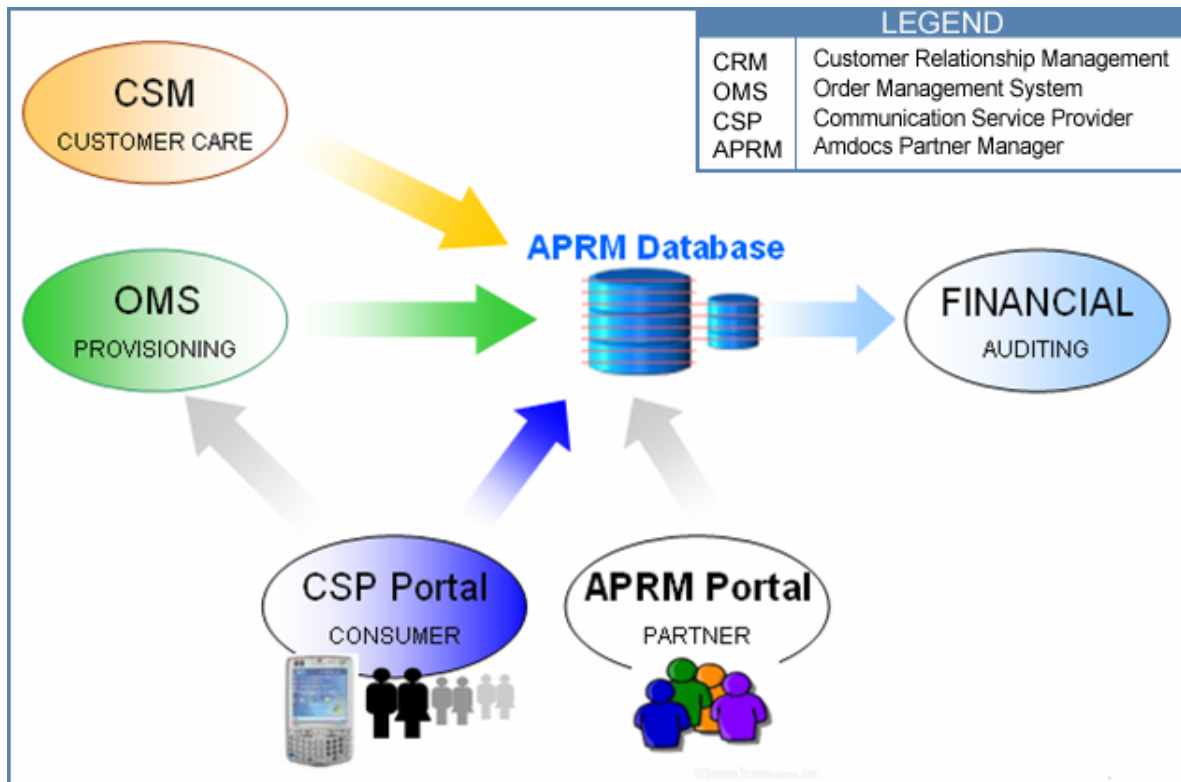 LEGEND
CRM Customer Relationship Management
OMS Order Management System
CSP Communication Service Provider
APRM Amdocs Partner Manager
CSM
CUSTOMER CARE
APRM Database
OMS
PROVISIONING
FINANCIAL
AUDITING
CSP Portal
CONSUMER
APRM Portal
PARTNER